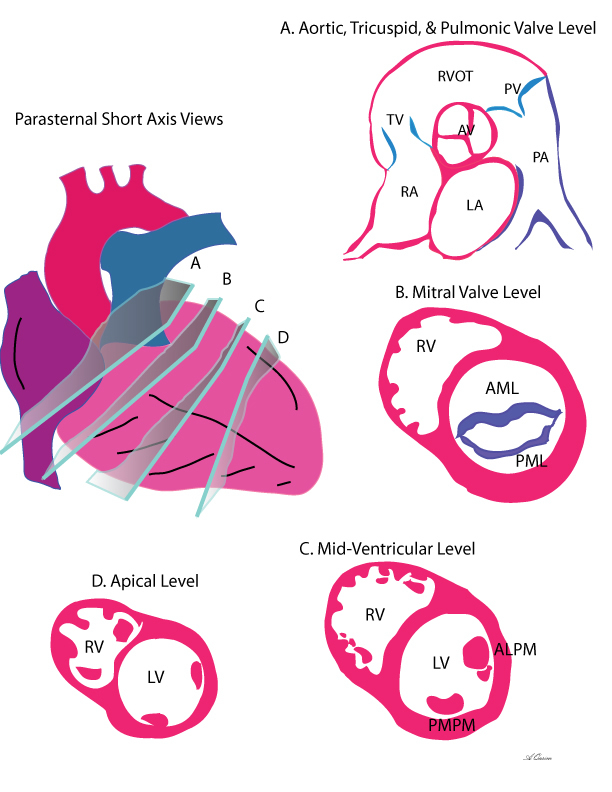 A. Aortic, Tricuspid, & Pulmonic Valve Level
RVOT
PV
TV
AV
PA
RA
LA
Parasternal Short Axis Views
A
B
C
D
B. Mitral Valve Level
RV
AML
PML
C. Mid-Ventricular Level
RV
LV
ALPM
PMPM
D. Apical Level
RV
LV